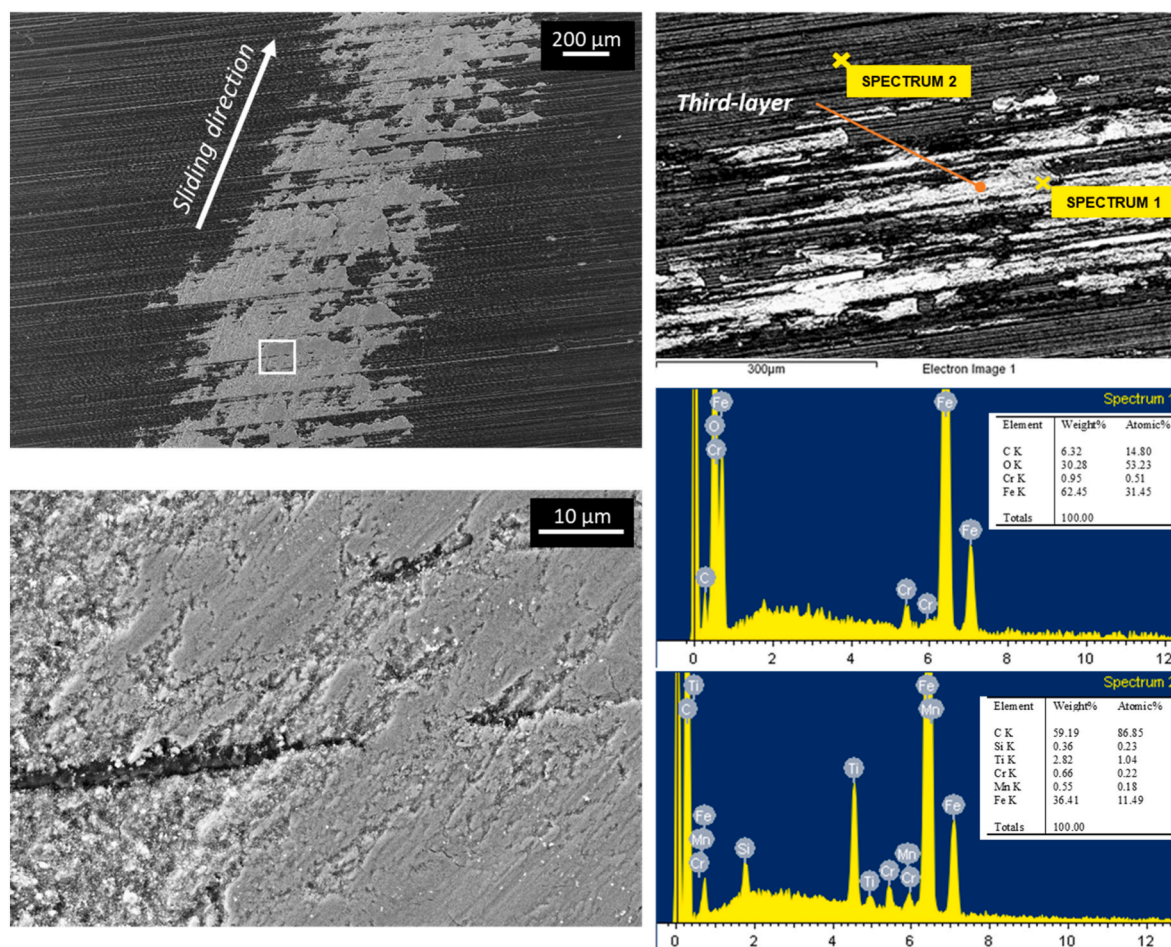 200 µm
Sliding direction
10 µm
SPECTRUM 2
Third-layer
SPECTRUM 1
300µm Electron Image 1
Spectrum 1
Fe Fe
O
Cr
C Cr Cr Fe
Element Weight% Atomic%
C K 6.32 14.80
O K 30.28 53.23
Cr K 0.95 0.51
Fe K 62.45 31.45
Totals 100.00
0 2 4 6 8 10 12
Spectrum 2
Ti Fe
C Mn
Ti
Fe Fe
Mn Si Mn
Cr Ti Cr Cr
Element Weight% Atomic%
C K 59.19 86.85
Si K 0.36 0.23
Ti K 2.82 1.04
Cr K 0.66 0.22
Mn K 0.55 0.18
Fe K 36.41 11.49
Totals 100.00
0 2 4 6 8 10 12